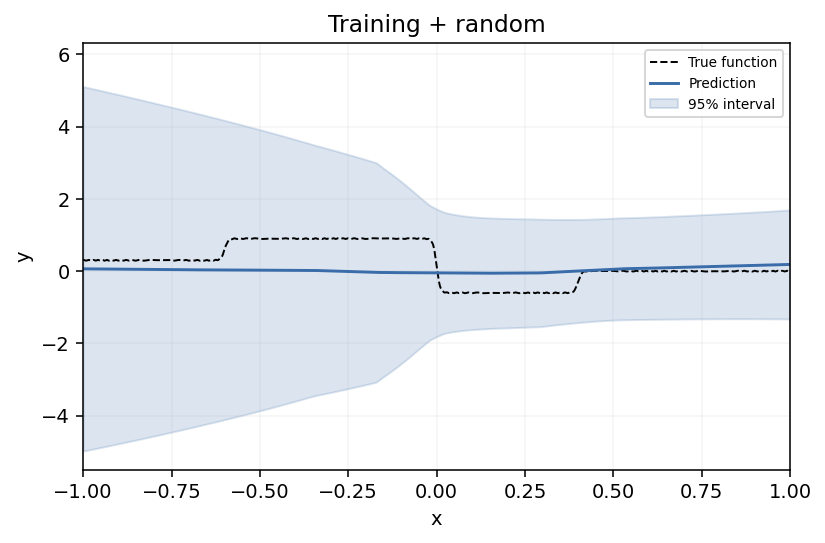 Training + random
6
4
2
0
−2
−4
y
True function
Prediction
95% interval
−1.00
−0.75
−0.50
−0.25
0.00
0.25
0.50
0.75
1.00
x